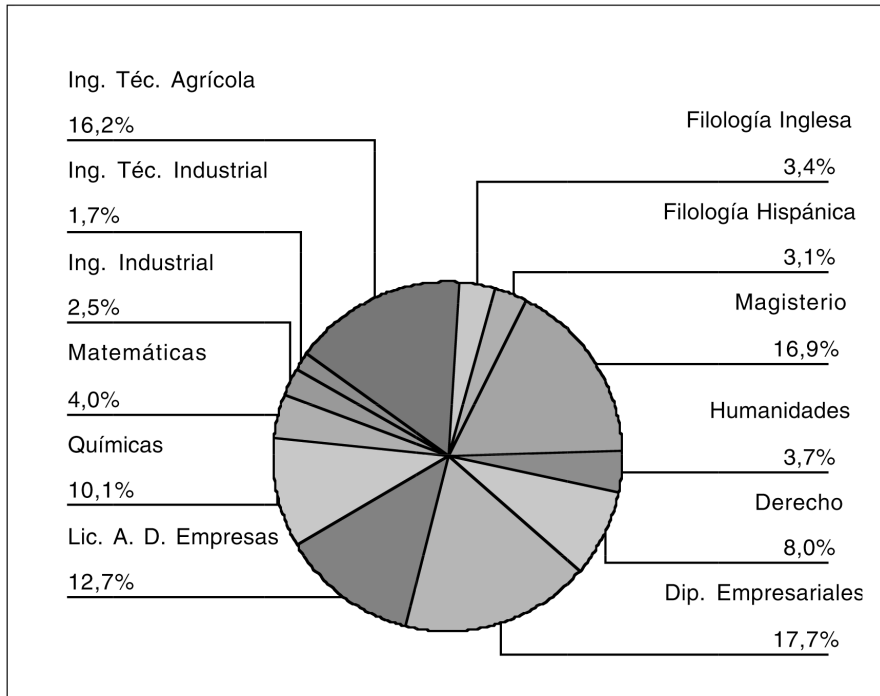 Ing. Téc. Agrícola
16,2%
Ing. Téc. Industrial
1,7%
Ing. Industrial
2,5%
Matemáticas
4,0%
Químicas
10,1%
Lic. A. D. Empresas
12,7%
Filología Inglesa
3,4%
Filología Hispánica
3,1%
Magisterio
16,9%
Humanidades
3,7%
Derecho
8,0%
Dip. Empresariales
17,7%